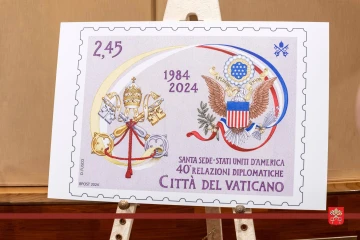 2,45
1984
2024
SANTA SEDE-STATI UNITI D'AMERICA
40° RELAZIONI DIPLOMATICHE
CITTÀ DEL VATICANO